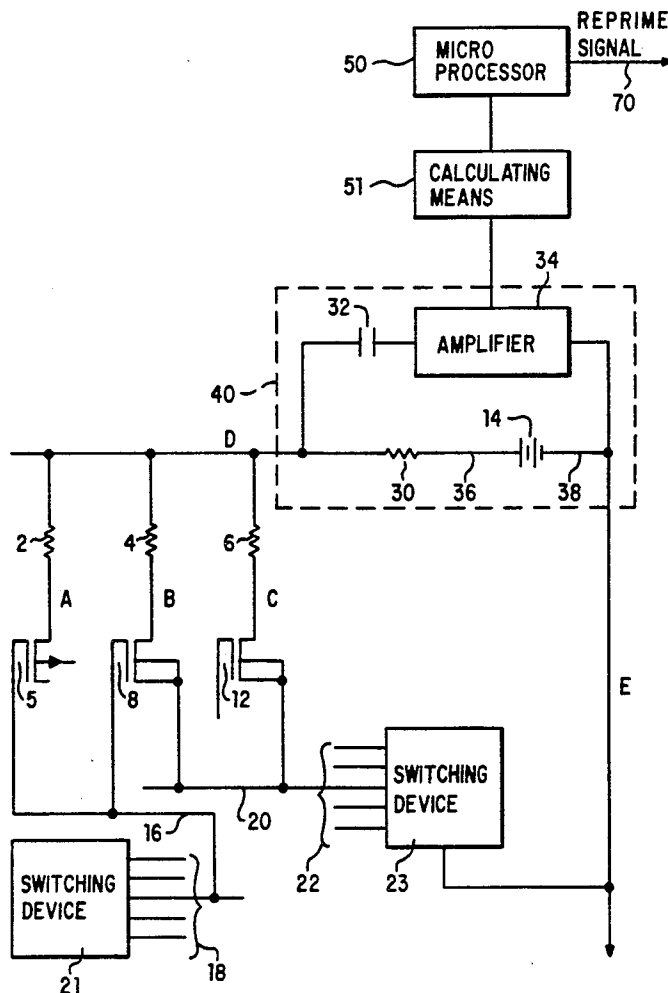 REPRIME
SIGNAL
50
MICRO
PROCESSOR
70
51
CALCULATING
MEANS
34
32
AMPLIFIER
40
14
D
30
36
38
2
4
6
A
B
C
5
8
12
E
20
22
SWITCHING
DEVICE
23
16
SWITCHING
DEVICE
18
21